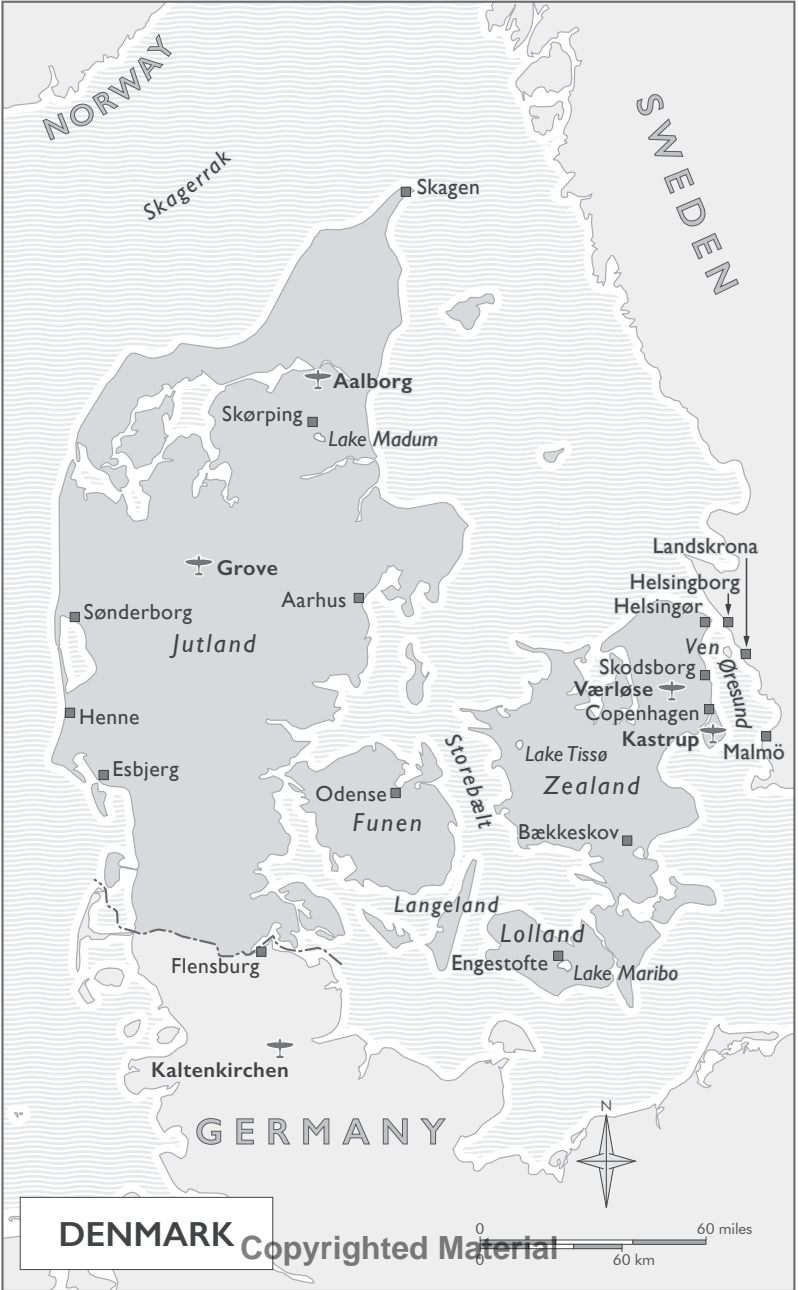 NORWAY
SWEDEN
Skagerrak
Skagen
Aalborg
Skørping
Lake Madum
Landskrona
Grove
Helsingborg
Aarhus
Helsingør
Sønderborg
Jutland
Ven
Øresund
Skodsborg
Værløse
Henne
Copenhagen
Kastrup
Malmö
Storebælt
Lake Tissø
Esbjerg
Zealand
Odense
Funen
Bækkeskov
Langeland
Lolland
Flensburg
Engestofte
Lake Maribo
Kaltenkirchen
GERMANY
N
DENMARK
Copyrighted Material
0
60 miles
0
60 km